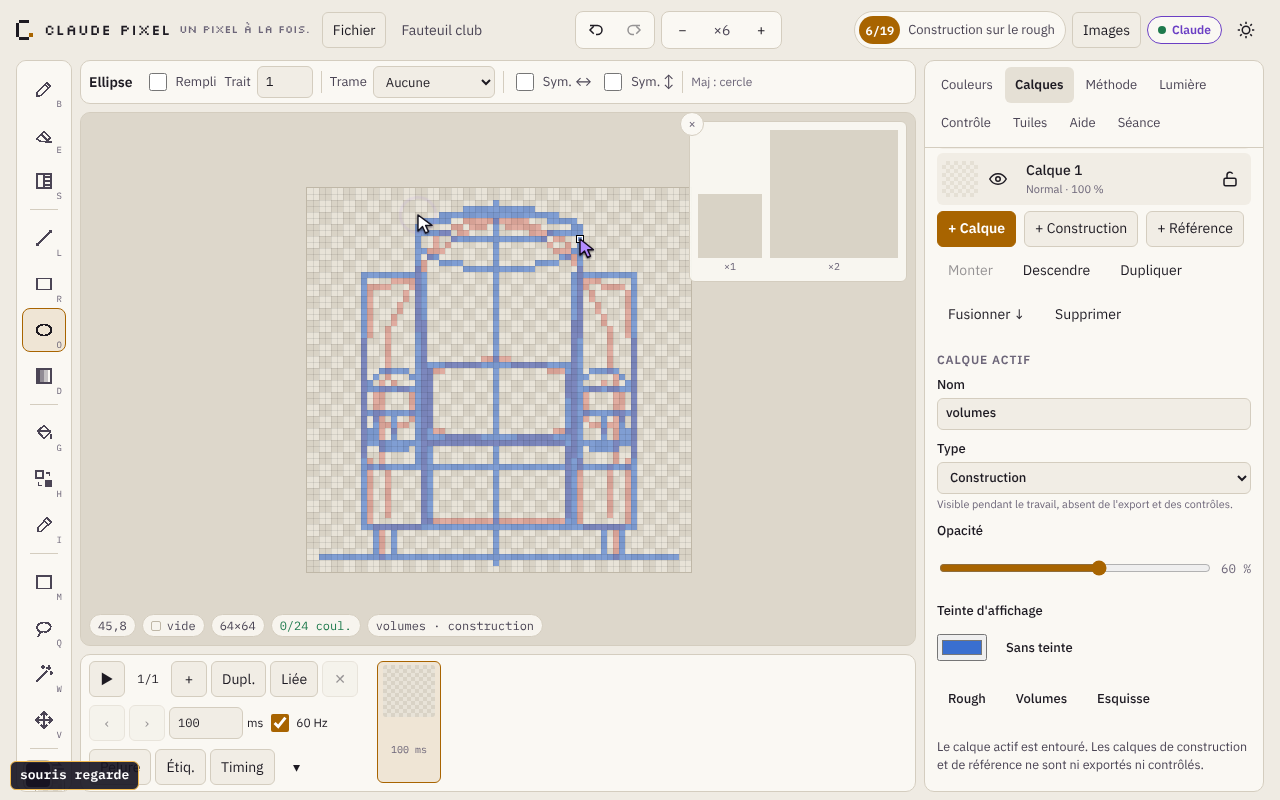 CLAUDE PIXEL UN PIXEL À LA FOIS. Fichier Fauteuil club − ×6 + 6/19 Construction sur le rough Images Claude
Ellipse Rempli Trait 1 Trame Aucune Sym. ↔ Sym. ↕ Maj : cercle
B
E
S
L
R
O
D
G
H
I
M
Q
W
V
×
×1 ×2
45,8 vide 64×64 0/24 coul. volumes · construction
1/1 + Dupl. Liée ×
‹ › 100 ms 60 Hz
Étiq. Timing ▼
100 ms
souris regarde
Couleurs Calques Méthode Lumière
Contrôle Tuiles Aide Séance
Calque 1
Normal · 100 %
+ Calque + Construction + Référence
Monter Descendre Dupliquer
Fusionner ↓ Supprimer
CALQUE ACTIF
Nom
volumes
Type
Construction
Visible pendant le travail, absent de l'export et des contrôles.
Opacité
60 %
Teinte d'affichage
Sans teinte
Rough Volumes Esquisse
Le calque actif est entouré. Les calques de construction
et de référence ne sont ni exportés ni contrôlés.